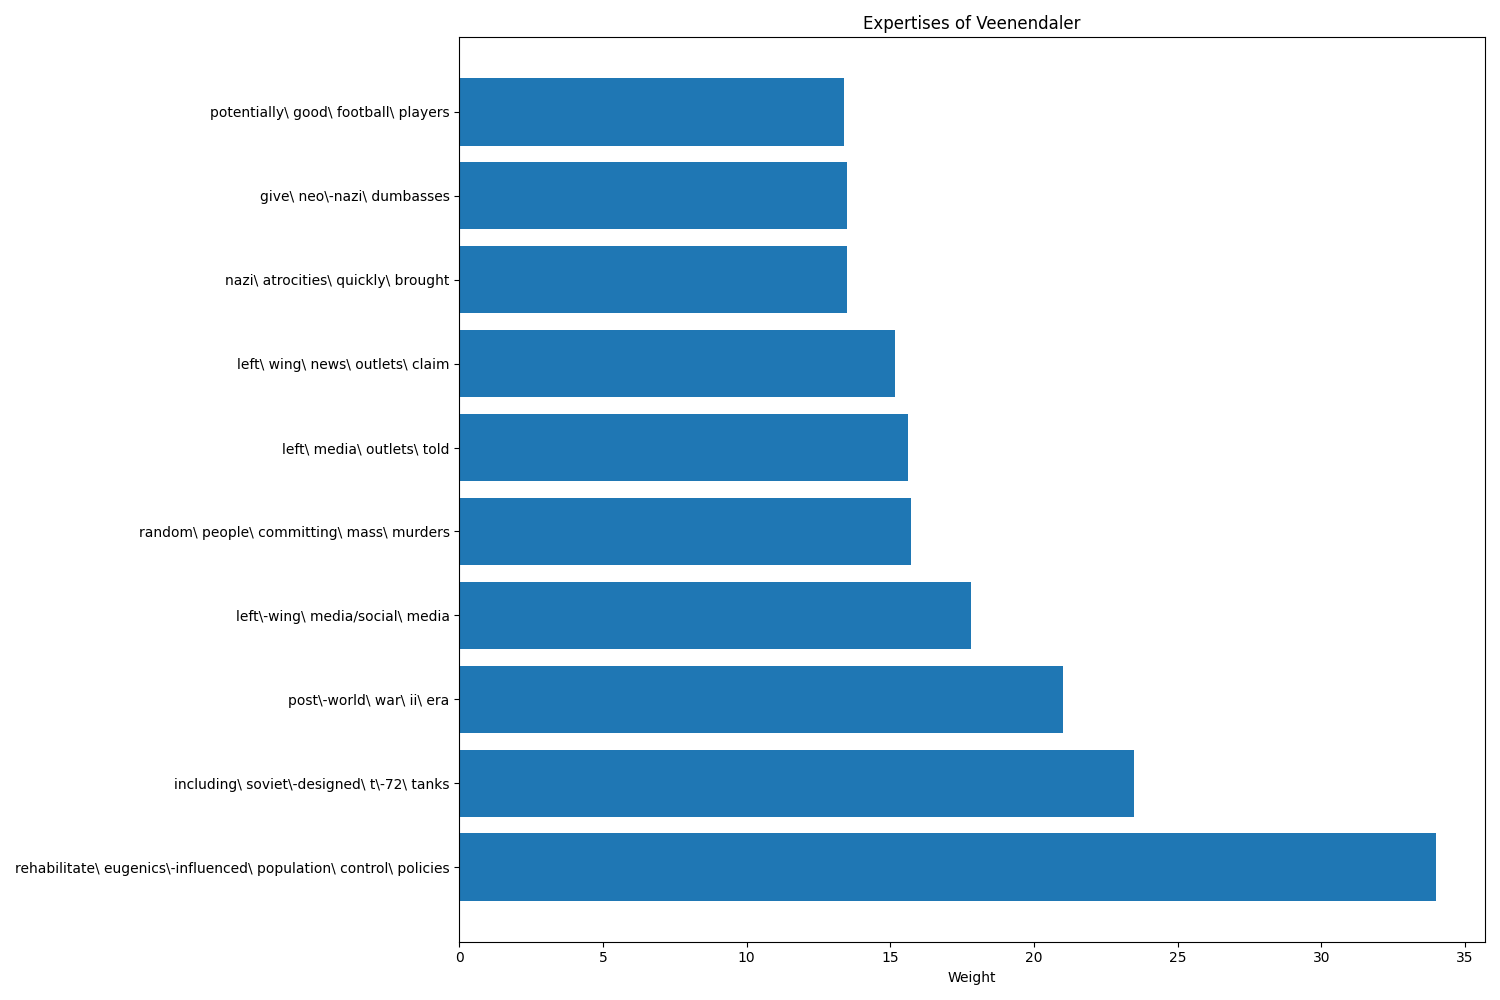 Expertises of Veenendaler
potentially\ good\ football\ players
give\ neo\-nazi\ dumbasses
nazi\ atrocities\ quickly\ brought
left\ wing\ news\ outlets\ claim
left\ media\ outlets\ told
random\ people\ committing\ mass\ murders
left\-wing\ media/social\ media
post\-world\ war\ ii\ era
including\ soviet\-designed\ t\-72\ tanks
rehabilitate\ eugenics\-influenced\ population\ control\ policies
0 5 10 15 20 25 30 35
Weight